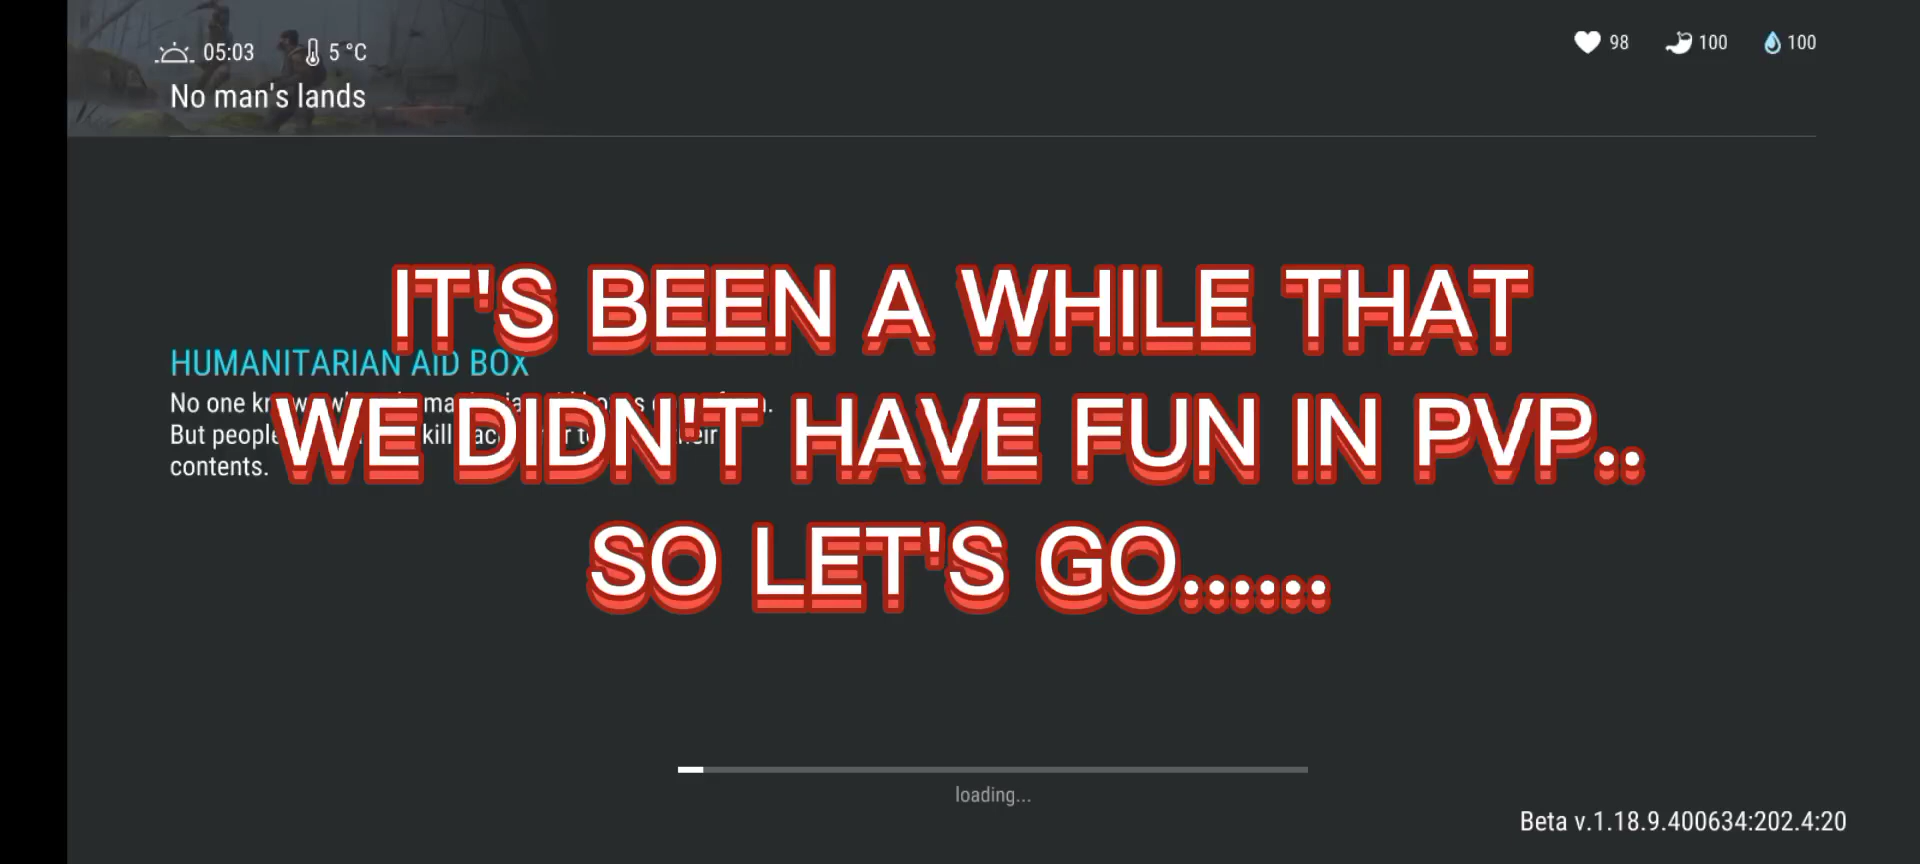 05:03 5 °C
98 100 100
No man's lands
IT'S BEEN A WHILE THAT
HUMANITARIAN AID BOX
WE DIDN'T HAVE FUN IN PVP..
No one
But people kill
contents.
SO LET'S GO......
loading...
Beta v.1.18.9.400634:202.4:20